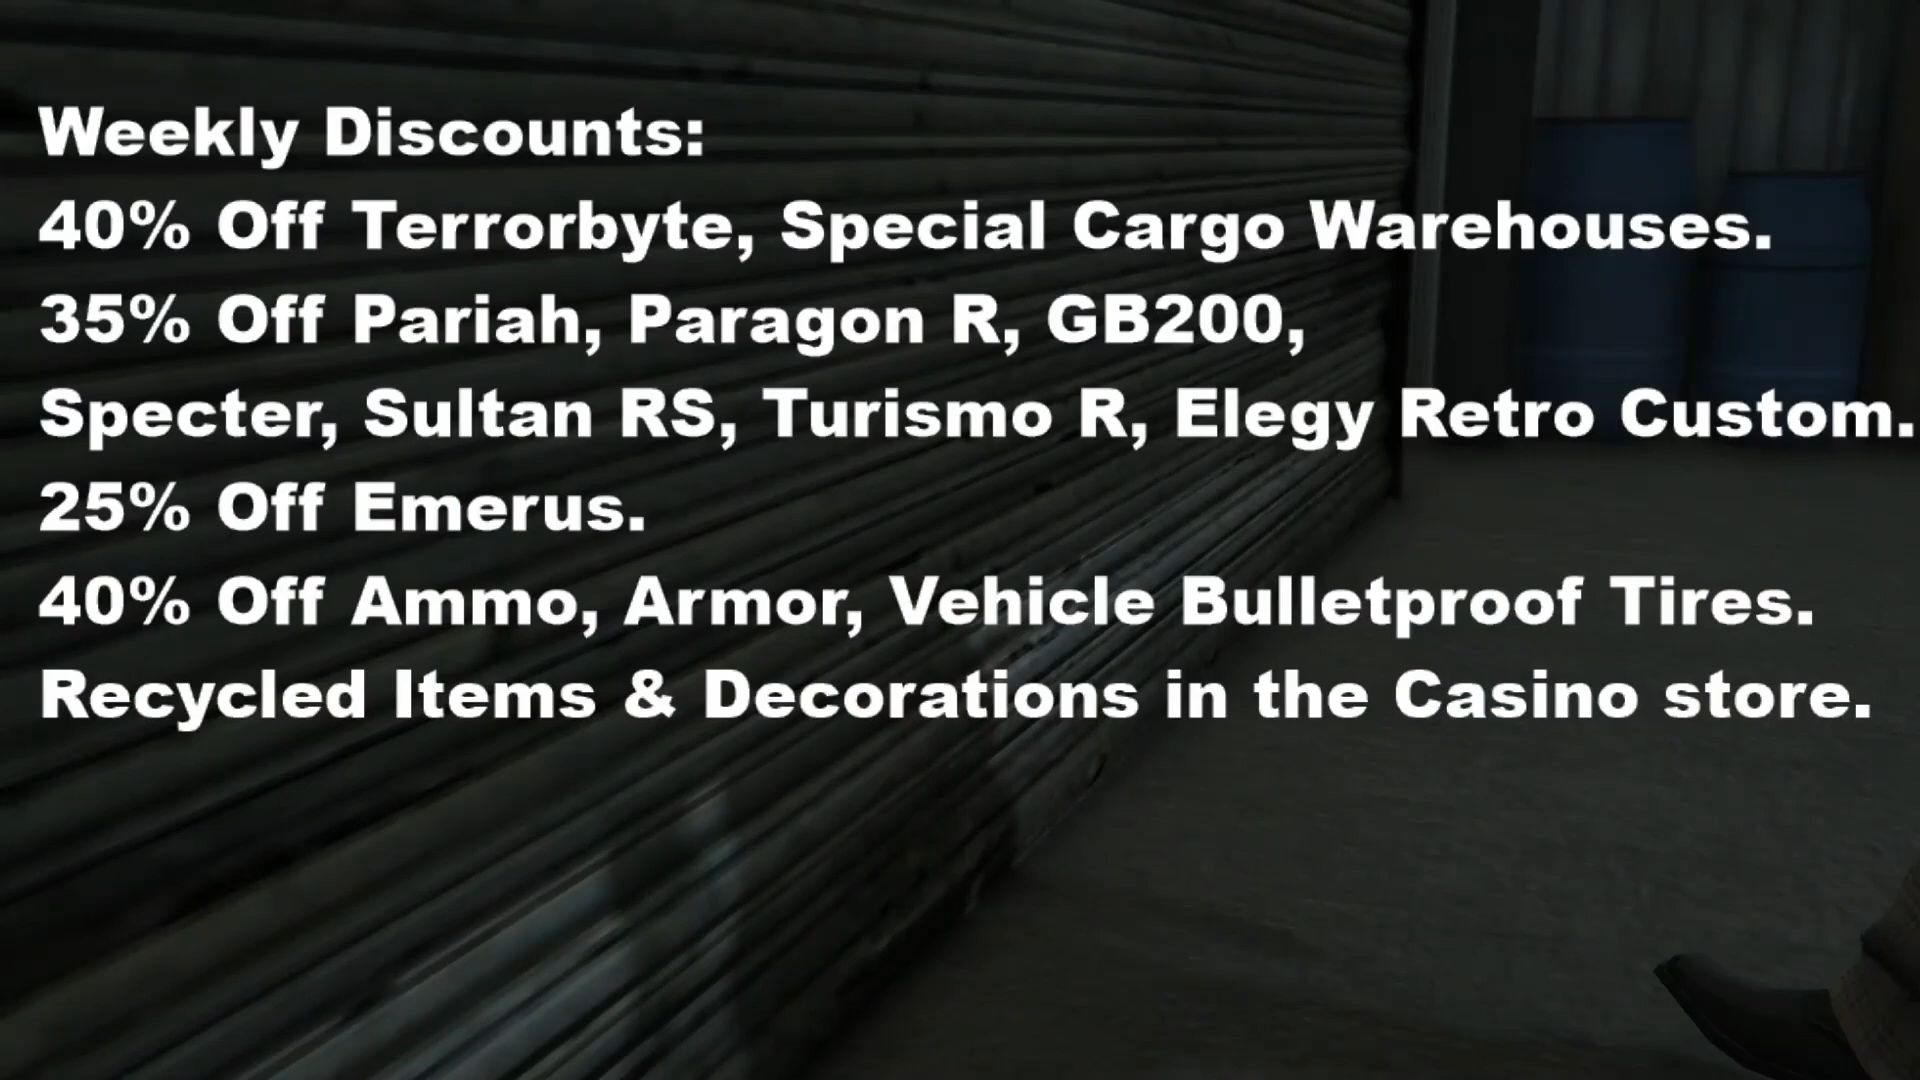 Weekly Discounts:
40% Off Terrorbyte, Special Cargo Warehouses.
35% Off Pariah, Paragon R, GB200,
Specter, Sultan RS, Turismo R, Elegy Retro Custom.
25% Off Emerus.
40% Off Ammo, Armor, Vehicle Bulletproof Tires.
Recycled Items & Decorations in the Casino store.